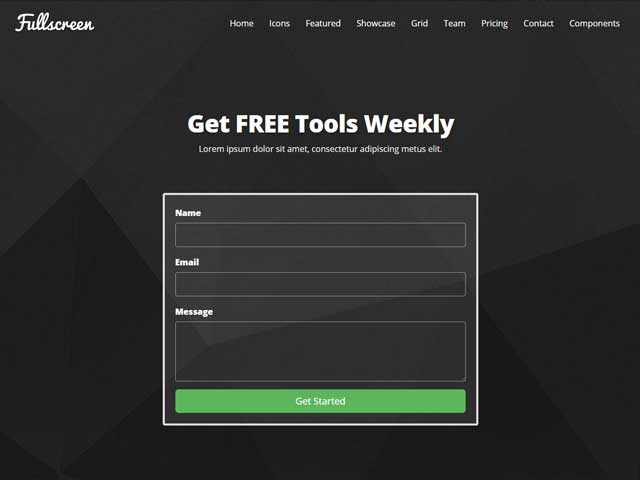 Fullscreen
Home Icons Featured Showcase Grid Team Pricing Contact Components
Get FREE Tools Weekly
Lorem ipsum dolor sit amet, consectetur adipiscing metus elit.
Name
Email
Message
Get Started